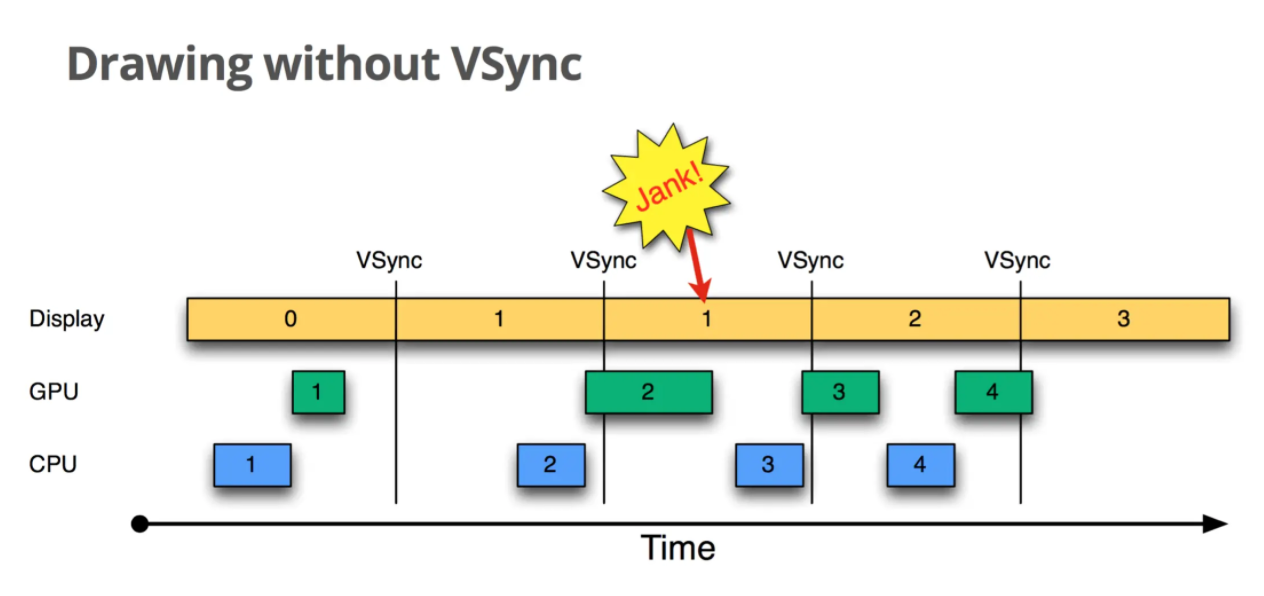 Drawing without VSync
Jank!
VSync VSync VSync VSync
Display 0 1 1 2 3
GPU 1 2 3 4
CPU 1 2 3 4
Time